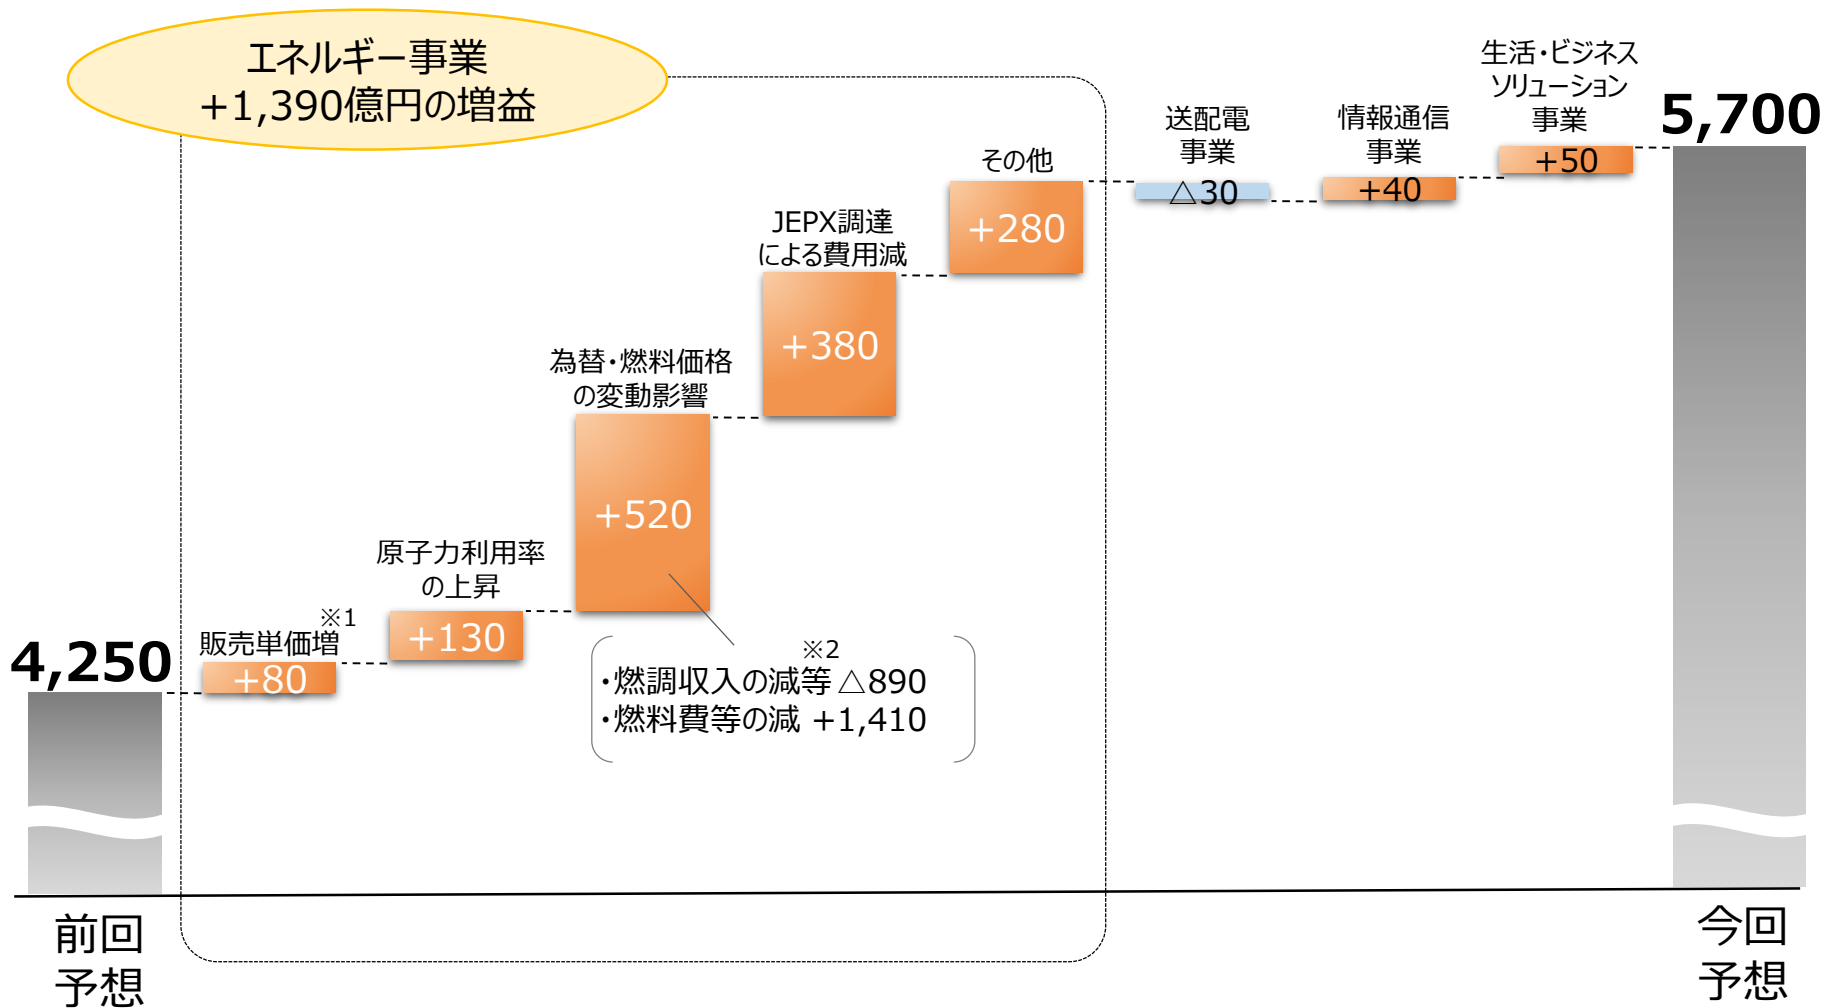 エネルギー事業
+1,390億円の増益
4,250
販売単価増※1
+80
原子力利用率
の上昇
+130
為替・燃料価格
の変動影響
+520
※2
・燃調収入の減等 △890
・燃料費等の減 +1,410
JEPX調達
による費用減
+380
その他
+280
送配電
事業
△30
情報通信
事業
+40
生活・ビジネス
ソリューション
事業
+50
5,700
前回
予想
今回
予想